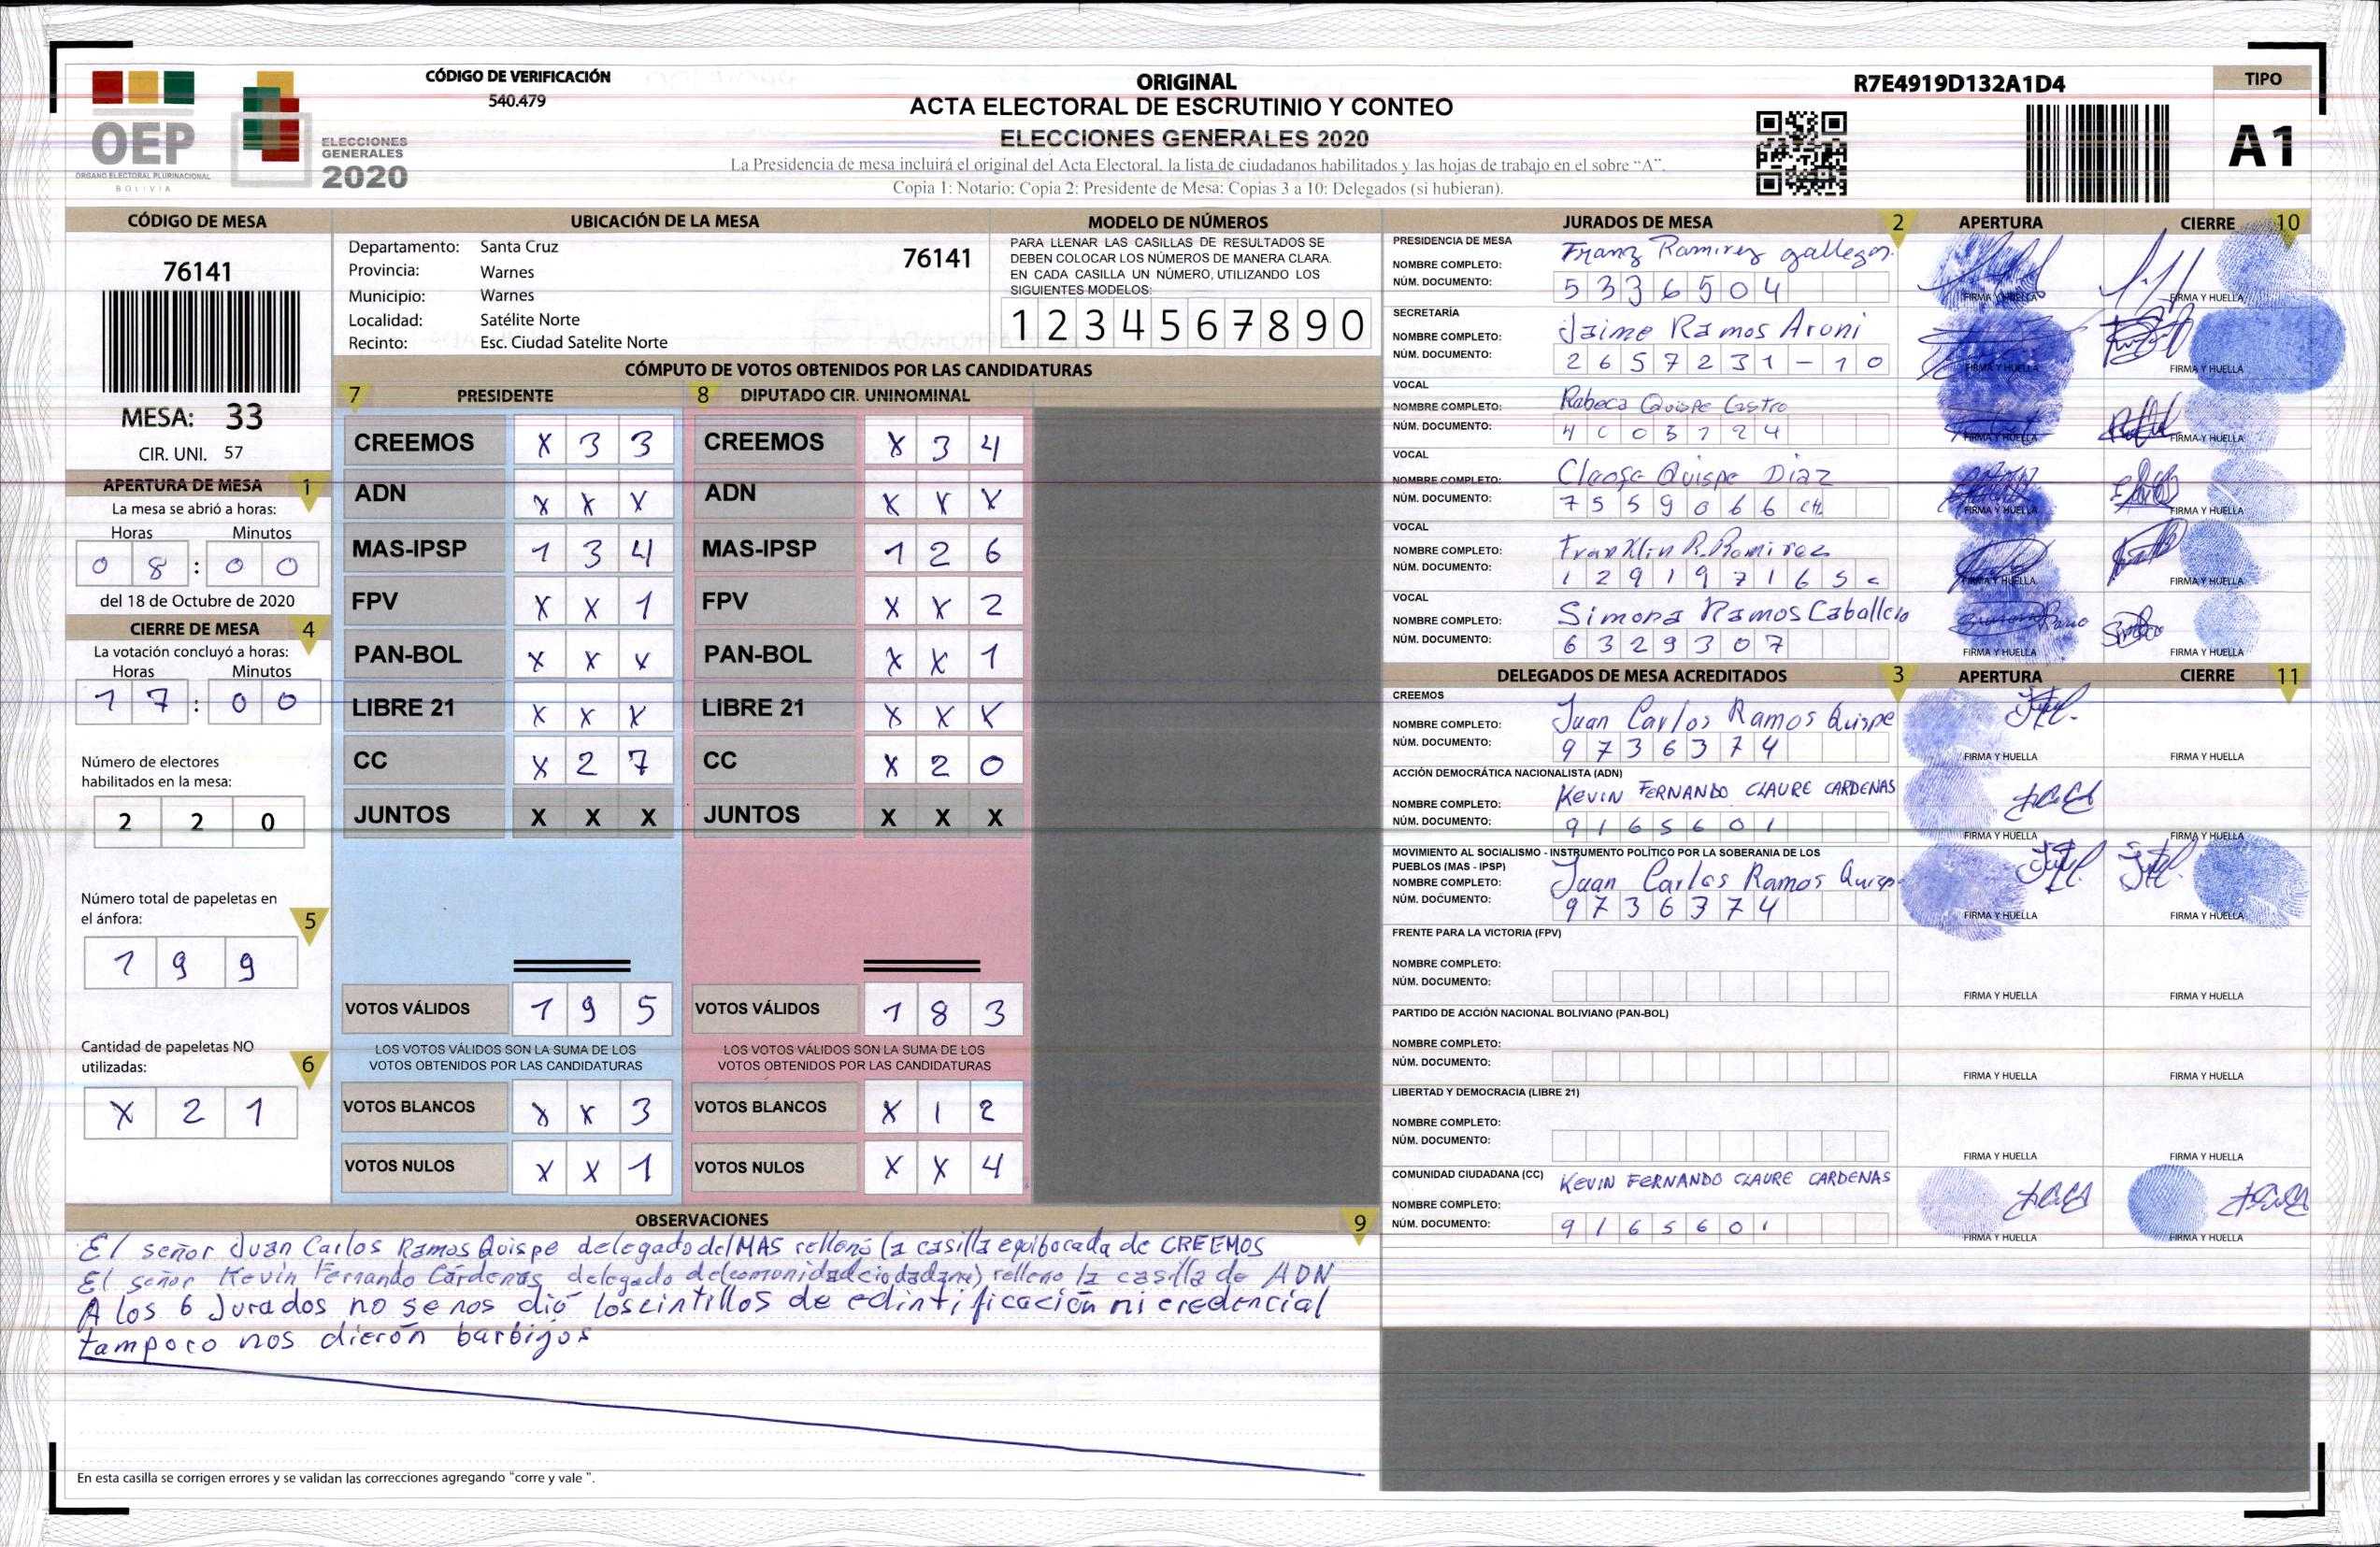 CÓDIGO DE VERIFICACIÓN
540.479
OEP
ÓRGANO ELECTORAL PLURINACIONAL
BOLIVIA
ELECCIONES
GENERALES
2020
ORIGINAL
ACTA ELECTORAL DE ESCRUTINIO Y CONTEO
ELECCIONES GENERALES 2020
La Presidencia de mesa incluirá el original del Acta Electoral, la lista de ciudadanos habilitados y las hojas de trabajo en el sobre “A”.
Copia 1: Notario; Copia 2: Presidente de Mesa; Copias 3 a 10: Delegados (si hubieran).
R7E4919D132A1D4
TIPO
A1
CÓDIGO DE MESA
76141
MESA: 33
CIR. UNI. 57
APERTURA DE MESA 1
La mesa se abrió a horas:
Horas Minutos
0 8 : 0 0
del 18 de Octubre de 2020
CIERRE DE MESA 4
La votación concluyó a horas:
Horas Minutos
1 7 : 0 0
Número de electores
habilitados en la mesa:
2 2 0
Número total de papeletas en
el ánfora: 5
1 9 9
Cantidad de papeletas NO
utilizadas: 6
X 2 1
UBICACIÓN DE LA MESA
Departamento: Santa Cruz
76141
Provincia: Warnes
Municipio: Warnes
Localidad: Satélite Norte
Recinto: Esc. Ciudad Satelite Norte
MODELO DE NÚMEROS
PARA LLENAR LAS CASILLAS DE RESULTADOS SE
DEBEN COLOCAR LOS NÚMEROS DE MANERA CLARA.
EN CADA CASILLA UN NÚMERO, UTILIZANDO LOS
SIGUIENTES MODELOS:
1 2 3 4 5 6 7 8 9 0
CÓMPUTO DE VOTOS OBTENIDOS POR LAS CANDIDATURAS
7 PRESIDENTE 8 DIPUTADO CIR. UNINOMINAL
CREEMOS X 3 3 CREEMOS X 3 4
ADN X X X ADN X X X
MAS-IPSP 1 3 4 MAS-IPSP 1 2 6
FPV X X 1 FPV X X 2
PAN-BOL X X X PAN-BOL X X 1
LIBRE 21 X X X LIBRE 21 X X X
CC X 2 7 CC X 2 0
JUNTOS X X X JUNTOS X X X
VOTOS VÁLIDOS 1 9 5 VOTOS VÁLIDOS 1 8 3
LOS VOTOS VÁLIDOS SON LA SUMA DE LOS LOS VOTOS VÁLIDOS SON LA SUMA DE LOS
VOTOS OBTENIDOS POR LAS CANDIDATURAS VOTOS OBTENIDOS POR LAS CANDIDATURAS
VOTOS BLANCOS X X 3 VOTOS BLANCOS X 1 2
VOTOS NULOS X X 1 VOTOS NULOS X X 4
OBSERVACIONES 9
El señor Juan Carlos Ramos Quispe delegado del MAS rellenó la casilla equibocada de CREEMOS
El señor Kevin Fernando Cárdenas delegado de (comunidad ciudadana) relleno la casilla de ADN
A los 6 Jurados no se nos dió los cintillos de edintificación ni credencial
tampoco nos dierón barbijos
En esta casilla se corrigen errores y se validan las correcciones agregando “corre y vale ”.
JURADOS DE MESA 2 APERTURA CIERRE 10
PRESIDENCIA DE MESA
NOMBRE COMPLETO: Franz Ramirez gallegos.
NÚM. DOCUMENTO: 5 3 3 6 5 0 4
FIRMA Y HUELLA FIRMA Y HUELLA
SECRETARÍA
NOMBRE COMPLETO: Jaime Ramos Aroni
NÚM. DOCUMENTO: 2 6 5 7 2 3 1 - 1 0
FIRMA Y HUELLA FIRMA Y HUELLA
VOCAL
NOMBRE COMPLETO: Rabeca Quispe Castro
NÚM. DOCUMENTO:
FIRMA Y HUELLA FIRMA Y HUELLA
VOCAL
NOMBRE COMPLETO: Quispe Diaz
NÚM. DOCUMENTO: 7 5 5 9 0 6 6 CH.
FIRMA Y HUELLA FIRMA Y HUELLA
VOCAL
NOMBRE COMPLETO: Franklin R. Ramirez
NÚM. DOCUMENTO: 1 2 9 1 9 7 1 6 S c
FIRMA Y HUELLA FIRMA Y HUELLA
VOCAL
NOMBRE COMPLETO: Simona Ramos Caballero
NÚM. DOCUMENTO: 6 3 2 9 3 0 7
FIRMA Y HUELLA FIRMA Y HUELLA
DELEGADOS DE MESA ACREDITADOS 3 APERTURA CIERRE 11
CREEMOS
NOMBRE COMPLETO: Juan Carlos Ramos Quispe
NÚM. DOCUMENTO: 9 7 3 6 3 7 4
FIRMA Y HUELLA FIRMA Y HUELLA
ACCIÓN DEMOCRÁTICA NACIONALISTA (ADN)
NOMBRE COMPLETO: KEVIN FERNANDO CLAURE CARDENAS
NÚM. DOCUMENTO: 9 1 6 5 6 0 1
FIRMA Y HUELLA FIRMA Y HUELLA
MOVIMIENTO AL SOCIALISMO - INSTRUMENTO POLÍTICO POR LA SOBERANIA DE LOS
PUEBLOS (MAS - IPSP)
NOMBRE COMPLETO: Juan Carlos Ramos Quisp
NÚM. DOCUMENTO: 9 7 3 6 3 7 4
FIRMA Y HUELLA FIRMA Y HUELLA
FRENTE PARA LA VICTORIA (FPV)
NOMBRE COMPLETO:
NÚM. DOCUMENTO:
FIRMA Y HUELLA FIRMA Y HUELLA
PARTIDO DE ACCIÓN NACIONAL BOLIVIANO (PAN-BOL)
NOMBRE COMPLETO:
NÚM. DOCUMENTO:
FIRMA Y HUELLA FIRMA Y HUELLA
LIBERTAD Y DEMOCRACIA (LIBRE 21)
NOMBRE COMPLETO:
NÚM. DOCUMENTO:
FIRMA Y HUELLA FIRMA Y HUELLA
COMUNIDAD CIUDADANA (CC)
NOMBRE COMPLETO: KEVIN FERNANDO CLAURE CARDENAS
NÚM. DOCUMENTO: 9 1 6 5 6 0 1
FIRMA Y HUELLA FIRMA Y HUELLA